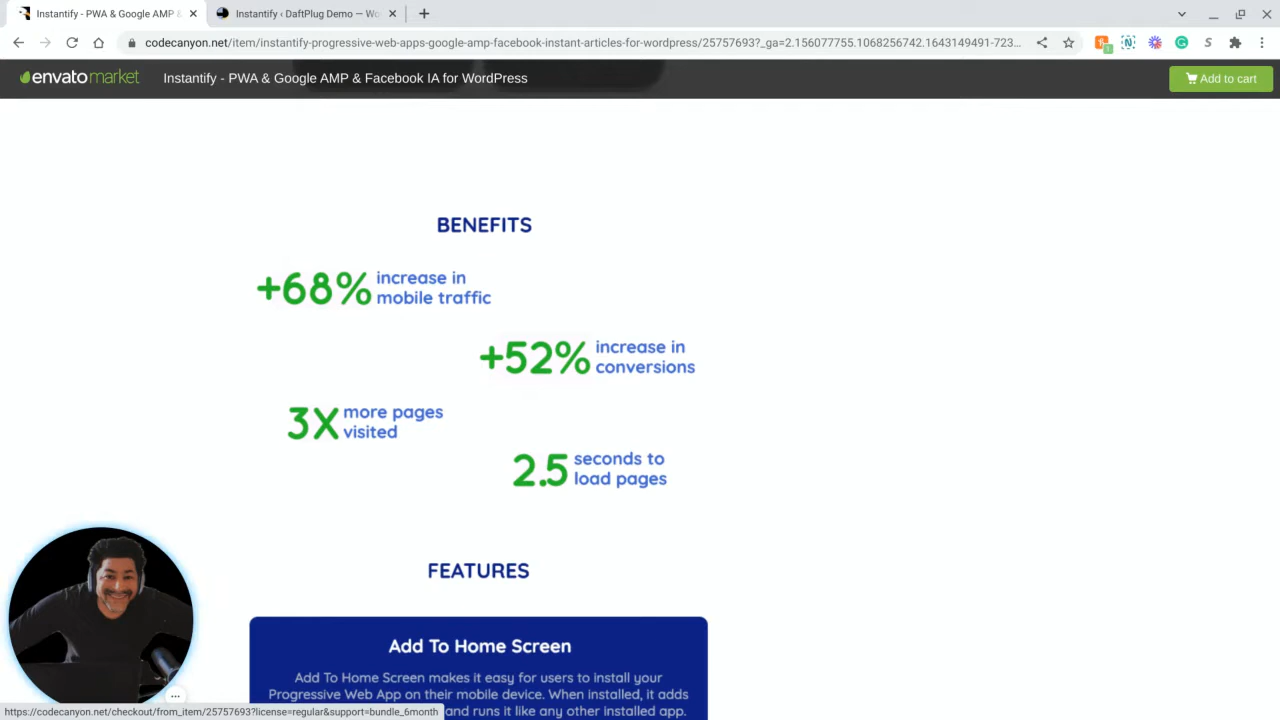 Instantify - PWA & Google AMP &
Instantify ‹ DaftPlug Demo — Wo
codecanyon.net/item/instantify-progressive-web-apps-google-amp-facebook-instant-articles-for-wordpress/25757693?_ga=2.156077755.1068256742.1643149491-723...
envatomarket
Instantify - PWA & Google AMP & Facebook IA for WordPress
Add to cart
BENEFITS
+68% increase in
mobile traffic
+52% increase in
conversions
3X more pages
visited
2.5 seconds to
load pages
FEATURES
Add To Home Screen
Add To Home Screen makes it easy for users to install your
Progressive Web App on their mobile device. When installed, it adds
and runs it like any other installed app.
https://codecanyon.net/checkout/from_item/25757693?license=regular&support=bundle_6month